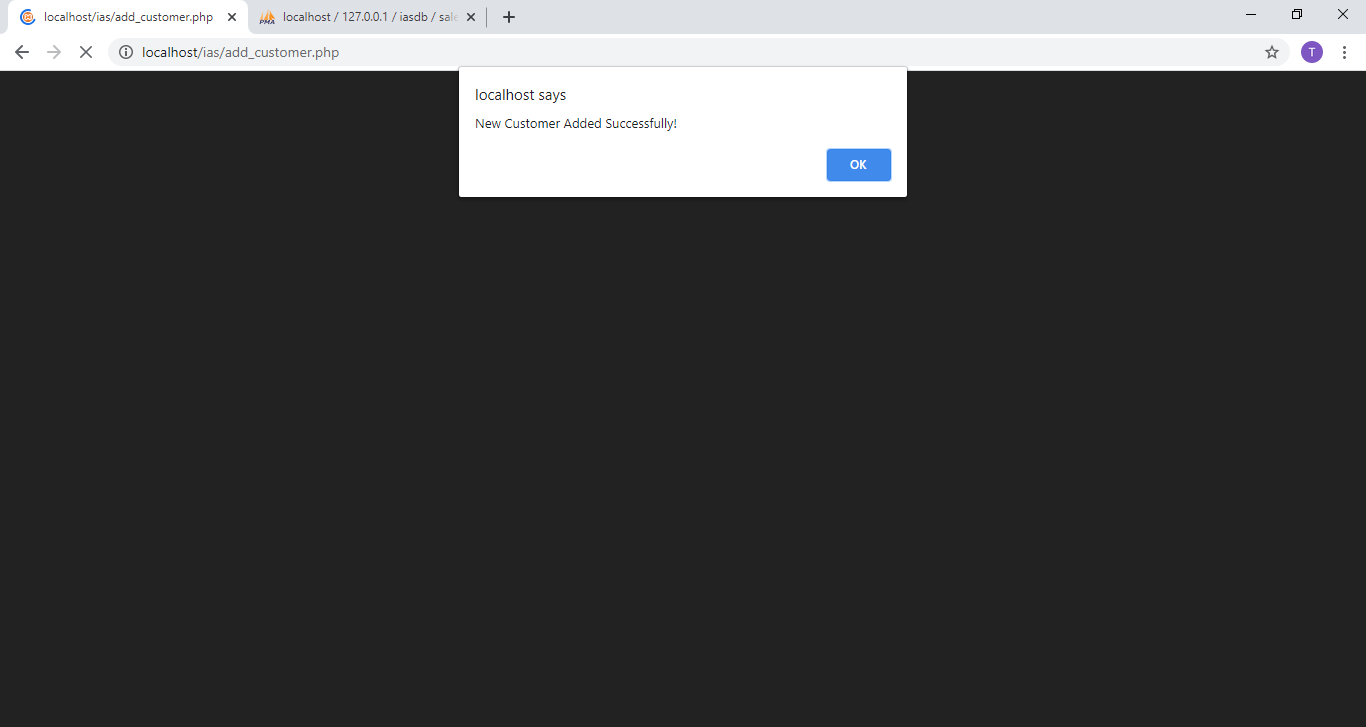 localhost/ias/add_customer.php
localhost / 127.0.0.1 / iasdb / sale
localhost/ias/add_customer.php
T
localhost says
New Customer Added Successfully!
OK
PMA